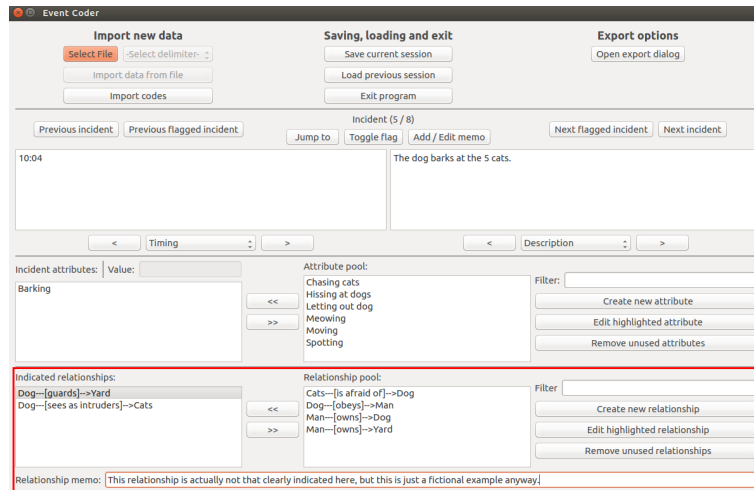 Event Coder
Import new data
Saving, loading and exit
Export options
Select File
-Select delimiter-
Save current session
Open export dialog
Import data from file
Load previous session
Import codes
Exit program
Incident (5 / 8)
Previous incident
Previous flagged incident
Jump to
Toggle flag
Add / Edit memo
Next flagged incident
Next incident
10:04
The dog barks at the 5 cats.
<
Timing
>
<
Description
>
Incident attributes:
Value:
Barking
<<
>>
Attribute pool:
Chasing cats
Hissing at dogs
Letting out dog
Meowing
Moving
Spotting
Filter:
Create new attribute
Edit highlighted attribute
Remove unused attributes
Indicated relationships:
Dog---[guards]-->Yard
Dog---[sees as intruders]-->Cats
<<
>>
Relationship pool:
Cats---[is afraid of]-->Dog
Dog---[obeys]-->Man
Man---[owns]-->Dog
Man---[owns]-->Yard
Filter
Create new relationship
Edit highlighted relationship
Remove unused relationships
Relationship memo:
This relationship is actually not that clearly indicated here, but this is just a fictional example anyway.